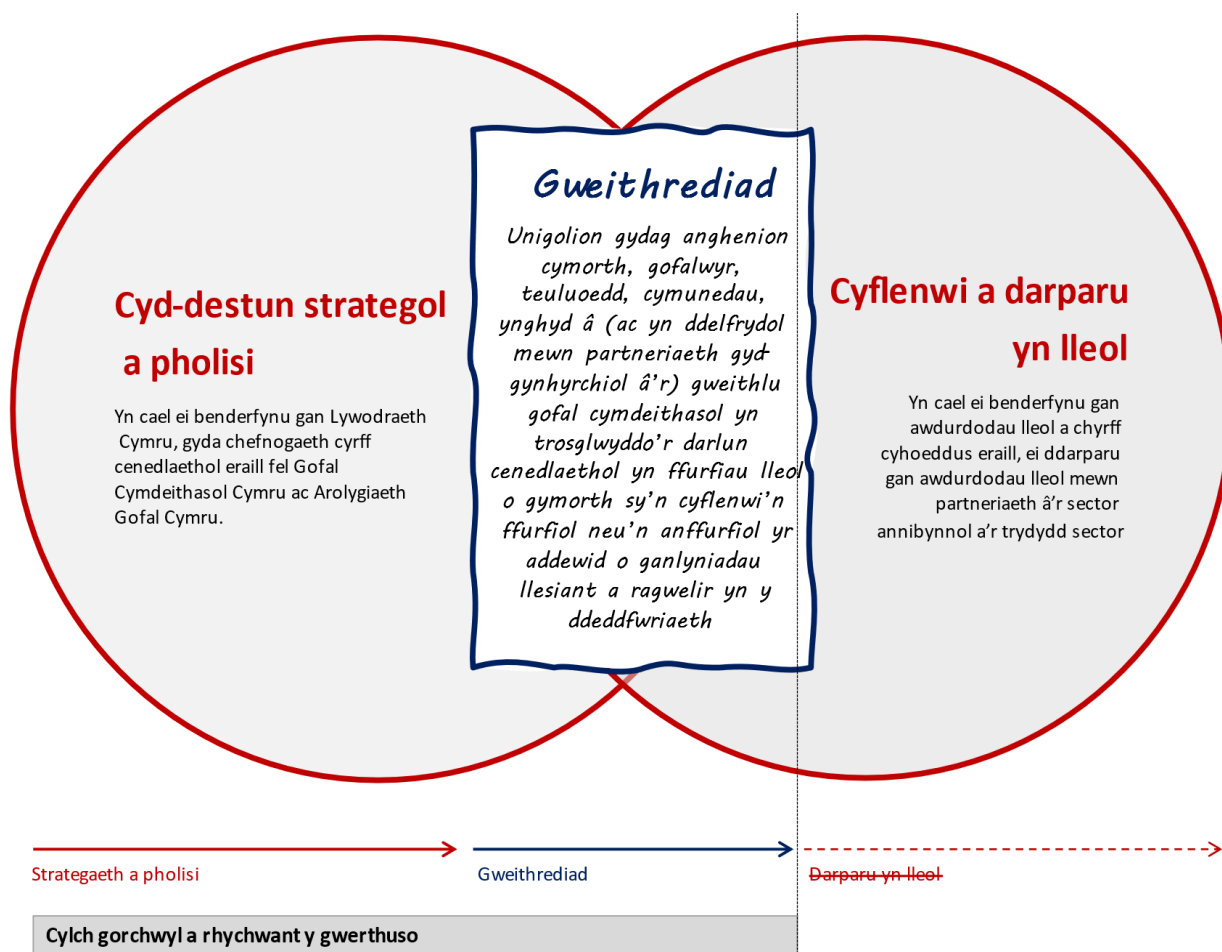 Gweithrediad
Unigolion gydag anghenion
cymorth, gofalwyr,
teuluoedd, cymunedau,
ynghyd â (ac yn ddelfrydol
mewn partneriaeth gyd-
gynhyrchiol â’r) gweithlu
gofal cymdeithasol yn
trosglwyddo’r darlun
cenedlaethol yn ffurfiau lleol
o gymorth sy’n cyflenwi’n
ffurfiol neu’n anffurfiol yr
addewid o ganlyniadau
llesiant a ragwelir yn y
ddeddfwriaeth
Cyd-destun strategol
a pholisi
Yn cael ei benderfynu gan Lywodraeth
Cymru, gyda chefnogaeth cyrff
cenedlaethol eraill fel Gofal
Cymdeithasol Cymru ac Arolygiaeth
Gofal Cymru.
Cyflenwi a darparu
yn lleol
Yn cael ei benderfynu gan
awdurdodau lleol a chyrff
cyhoeddus eraill, ei ddarparu
gan awdurdodau lleol mewn
partneriaeth â’r sector
annibynnol a’r trydydd sector
Strategaeth a pholisi
Gweithrediad
Darparu yn lleol
Cylch gorchwyl a rhychwant y gwerthuso